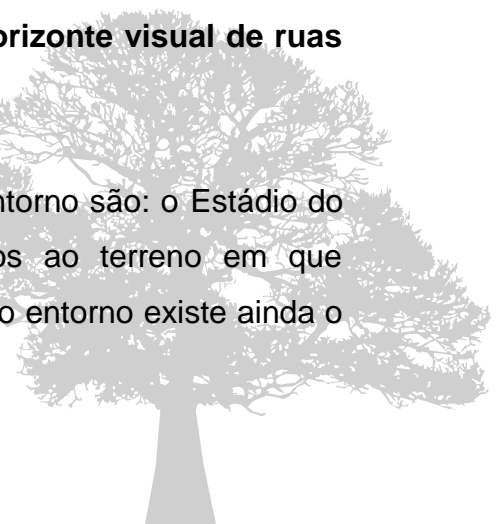 orizonte visual de ruas
ntorno são: o Estádio do
os ao terreno em que
o entorno existe ainda o